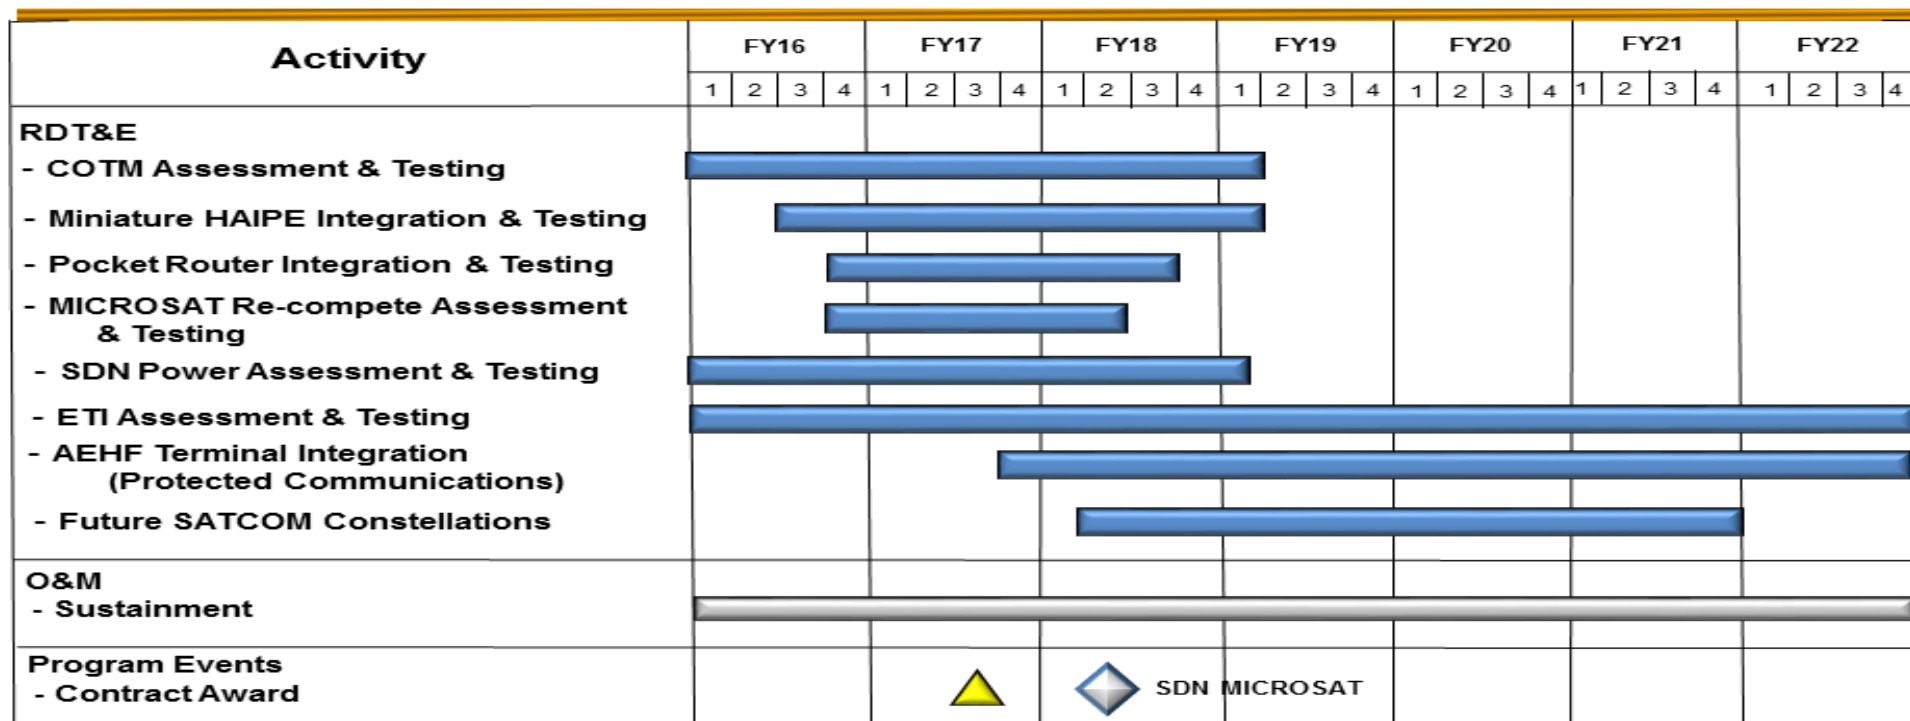 Activity FY16 FY17 FY18 FY19 FY20 FY21 FY22
1 2 3 4 1 2 3 4 1 2 3 4 1 2 3 4 1 2 3 4 1 2 3 4 1 2 3 4
RDT&E
- COTM Assessment & Testing
- Miniature HAIPE Integration & Testing
- Pocket Router Integration & Testing
- MICROSAT Re-compete Assessment
& Testing
- SDN Power Assessment & Testing
- ETI Assessment & Testing
- AEHF Terminal Integration
(Protected Communications)
- Future SATCOM Constellations
O&M
- Sustainment
Program Events
- Contract Award SDN MICROSAT